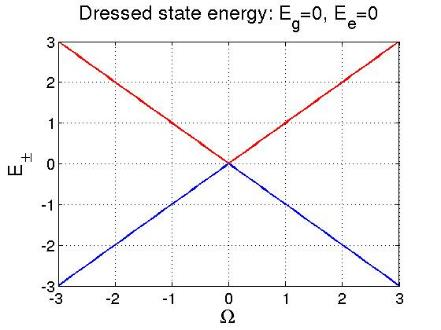 Dressed state energy: E_g=0, E_e=0
3
2
1
0
-1
-2
-3
E_±
-3 -2 -1 0 1 2 3
Ω